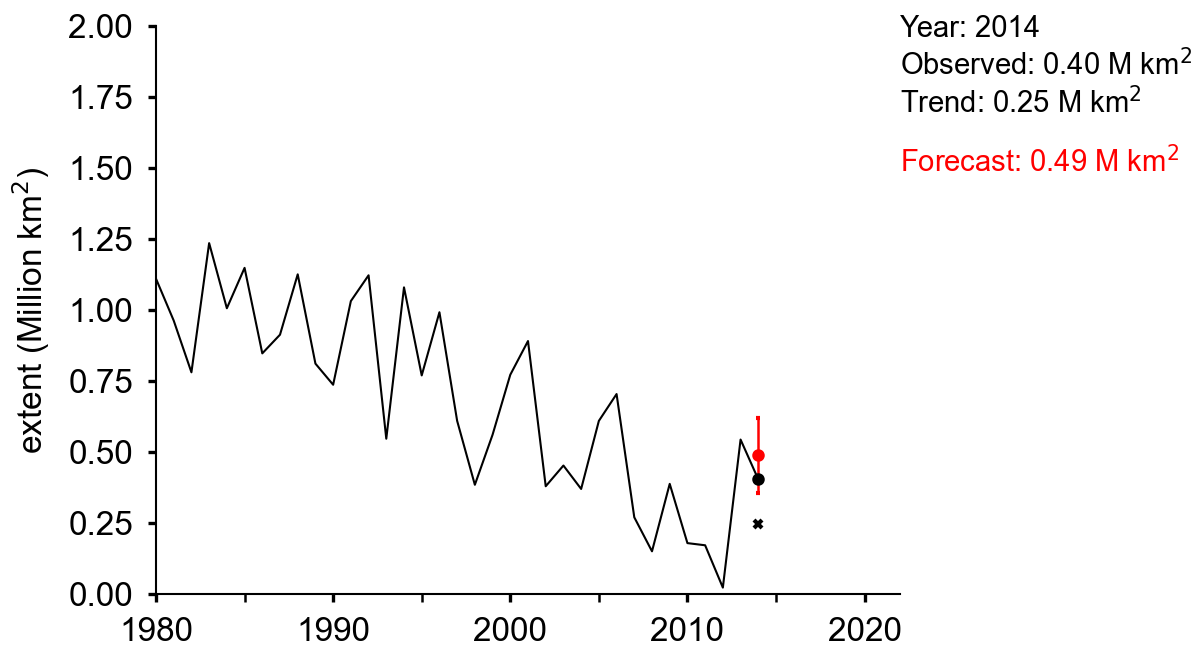 2.00
1.75
1.50
1.25
1.00
0.75
0.50
0.25
0.00
extent (Million km²)
1980 1990 2000 2010 2020
Year: 2014
Observed: 0.40 M km²
Trend: 0.25 M km²
Forecast: 0.49 M km²